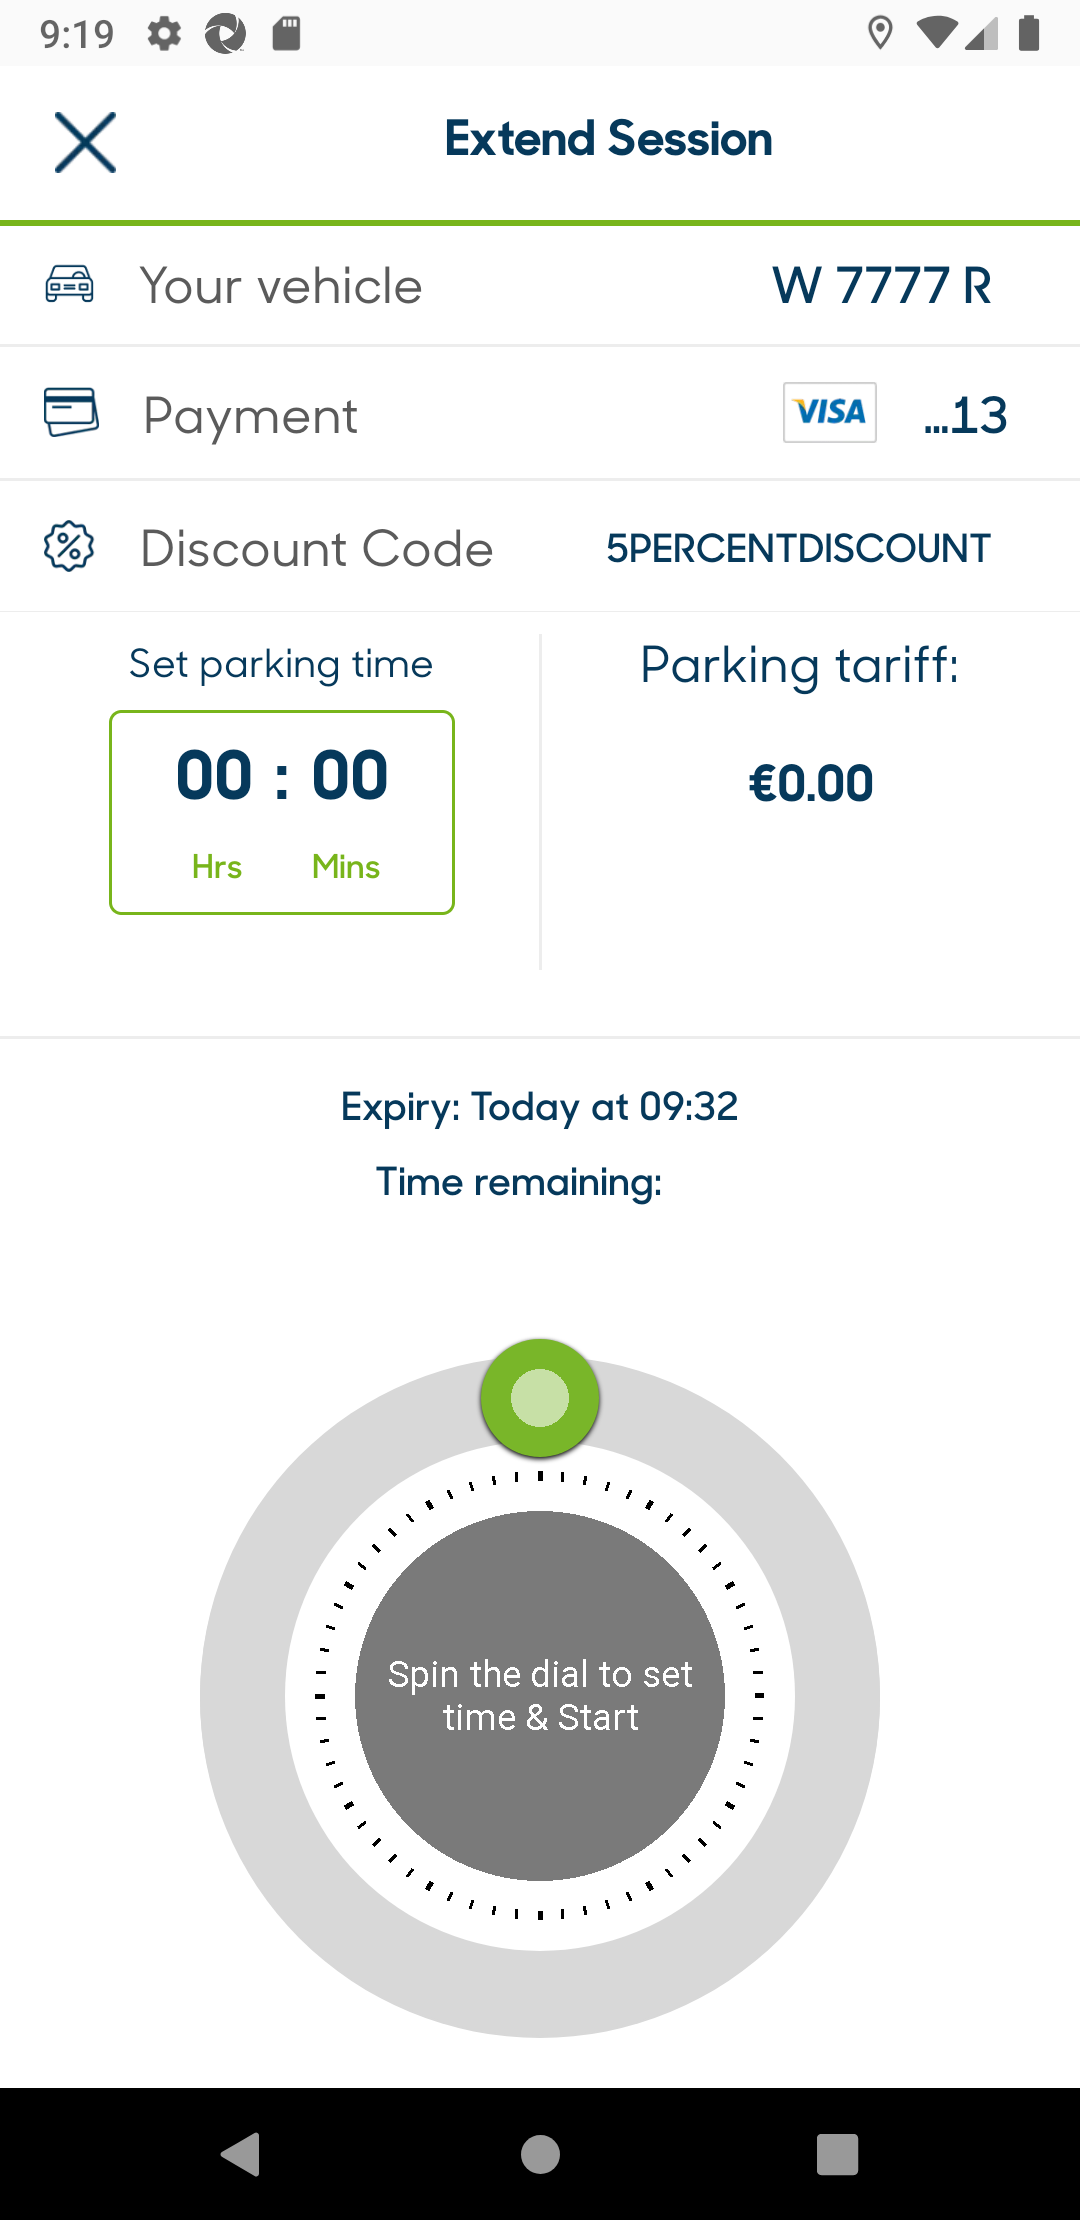 9:19
Extend Session
Your vehicle W 7777 R
Payment VISA ...13
Discount Code 5PERCENTDISCOUNT
Set parking time Parking tariff:
00 : 00 €0.00
Hrs Mins
Expiry: Today at 09:32
Time remaining:
Spin the dial to set
time & Start